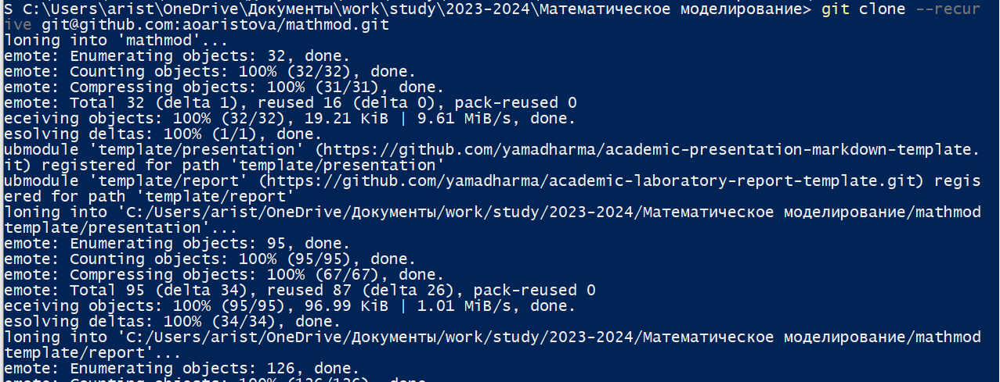 S C:\Users\arist\OneDrive\Документы\work\study\2023-2024\Математическое моделирование> git clone --recur
ive git@github.com:aoaristova/mathmod.git
loning into 'mathmod'...
emote: Enumerating objects: 32, done.
emote: Counting objects: 100% (32/32), done.
emote: Compressing objects: 100% (31/31), done.
emote: Total 32 (delta 1), reused 16 (delta 0), pack-reused 0
eceiving objects: 100% (32/32), 19.21 KiB | 9.61 MiB/s, done.
esolving deltas: 100% (1/1), done.
ubmodule 'template/presentation' (https://github.com/yamadharma/academic-presentation-markdown-template.
it) registered for path 'template/presentation'
ubmodule 'template/report' (https://github.com/yamadharma/academic-laboratory-report-template.git) regis
ered for path 'template/report'
loning into 'C:/Users/arist/OneDrive/Документы/work/study/2023-2024/Математическое моделирование/mathmod
template/presentation'...
emote: Enumerating objects: 95, done.
emote: Counting objects: 100% (95/95), done.
emote: Compressing objects: 100% (67/67), done.
emote: Total 95 (delta 34), reused 87 (delta 26), pack-reused 0
eceiving objects: 100% (95/95), 96.99 KiB | 1.01 MiB/s, done.
esolving deltas: 100% (34/34), done.
loning into 'C:/Users/arist/OneDrive/Документы/work/study/2023-2024/Математическое моделирование/mathmod
template/report'...
emote: Enumerating objects: 126, done.
emote: Counting objects: 100% (126/126), done.